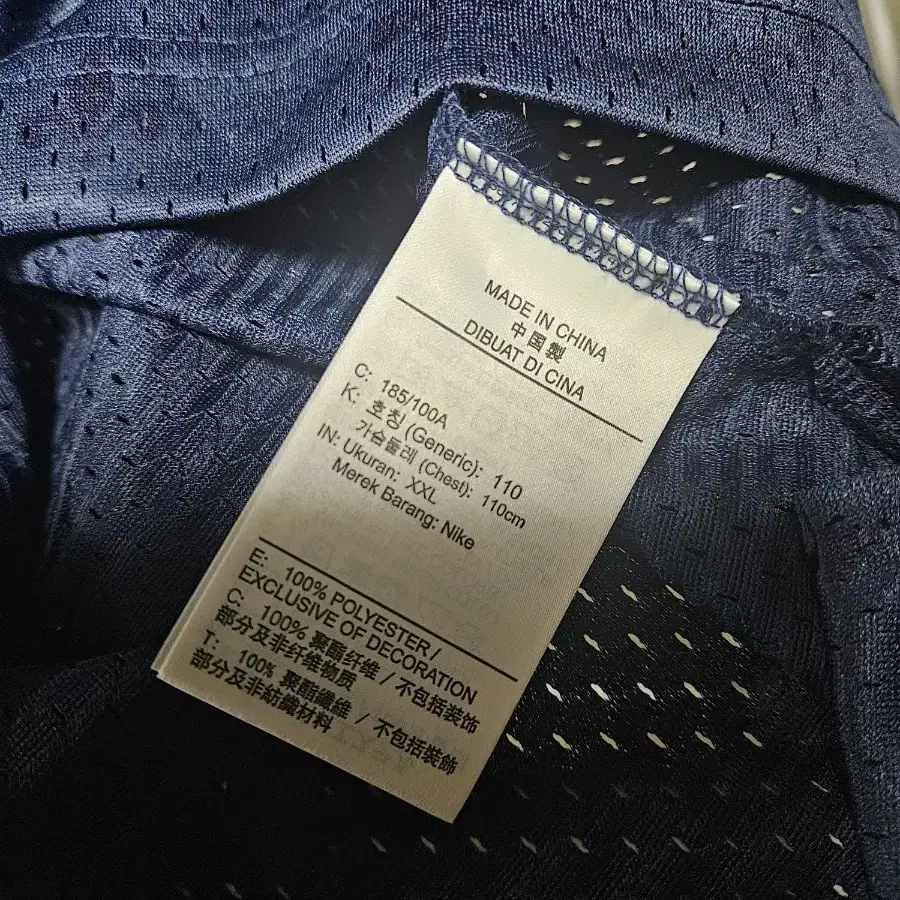 MADE IN CHINA
中国製
DIBUAT DI CINA
C: 185/100A
K: 호칭 (Generic): 110
가슴둘레 (Chest): 110cm
IN: Ukuran: XXL
Merek Barang: Nike
E: 100% POLYESTER /
EXCLUSIVE OF DECORATION
C: 100% 聚酯纤维 / 不包括装饰
部分及非纤维物质
T: 100% 聚酯纖維 / 不包括裝飾
部分及非紡織材料